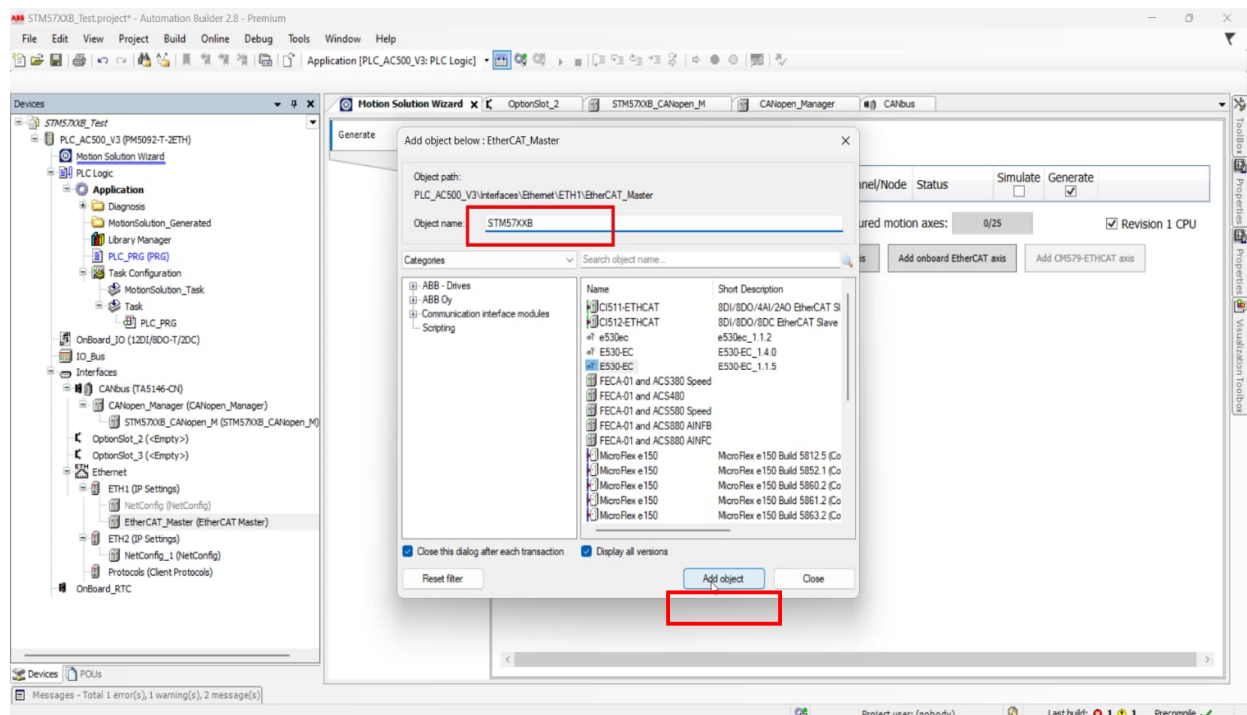 STM57XXB_Test.project* - Automation Builder 2.8 - Premium
File Edit View Project Build Online Debug Tools Window Help
Application [PLC_AC500_V3: PLC Logic]
Devices
STM57XXB_Test
PLC_AC500_V3 (PM5092-T-2ETH)
Motion Solution Wizard
PLC Logic
Application
Diagnosis
MotionSolution_Generated
Library Manager
PLC_PRG (PRG)
Task Configuration
MotionSolution_Task
Task
PLC_PRG
OnBoard_IO (12DI/8DO-T/2DC)
IO_Bus
Interfaces
CANbus (TA5146-CN)
CANopen_Manager (CANopen_Manager)
STM57XXB_CANopen_M (STM57XXB_CANopen_M)
OptionSlot_2 (<Empty>)
OptionSlot_3 (<Empty>)
Ethernet
ETH1 (IP Settings)
NetConfig (NetConfig)
EtherCAT_Master (EtherCAT Master)
ETH2 (IP Settings)
NetConfig_1 (NetConfig)
Protocols (Client Protocols)
OnBoard_RTC
Devices POUs
Messages - Total 1 error(s), 1 warning(s), 2 message(s)
Motion Solution Wizard OptionSlot_2 STM57XXB_CANopen_M CANopen_Manager CANbus
Generate
Add object below : EtherCAT_Master
Object path:
PLC_AC500_V3\Interfaces\Ethernet\ETH1\EtherCAT_Master
Object name: STM57XXB
Categories Search object name...
ABB - Drives
ABB Oy
Communication interface modules
Scripting
Name Short Description
CI511-ETHCAT 8DI/8DO/4AI/2AO EtherCAT Sl
CI512-ETHCAT 8DI/8DO/8DC EtherCAT Slave
e530ec e530ec_1.1.2
E530-EC E530-EC_1.4.0
E530-EC E530-EC_1.1.5
FECA-01 and ACS380 Speed
FECA-01 and ACS480
FECA-01 and ACS580 Speed
FECA-01 and ACS880 AINFB
FECA-01 and ACS880 AINFC
MicroFlex e150 MicroFlex e150 Build 5812.5 (Co
MicroFlex e150 MicroFlex e150 Build 5852.1 (Co
MicroFlex e150 MicroFlex e150 Build 5860.2 (Co
MicroFlex e150 MicroFlex e150 Build 5861.2 (Co
MicroFlex e150 MicroFlex e150 Build 5863.2 (Co
Close this dialog after each transaction Display all versions
Reset filter Add object Close
nnel/Node Status Simulate Generate
ured motion axes: 0/25 Revision 1 CPU
is Add onboard EtherCAT axis Add CM579-ETHCAT axis
ToolBox
Properties
Properties
Visualization Toolbox
Project user: (nobody) Last build: 1 1 Precompile